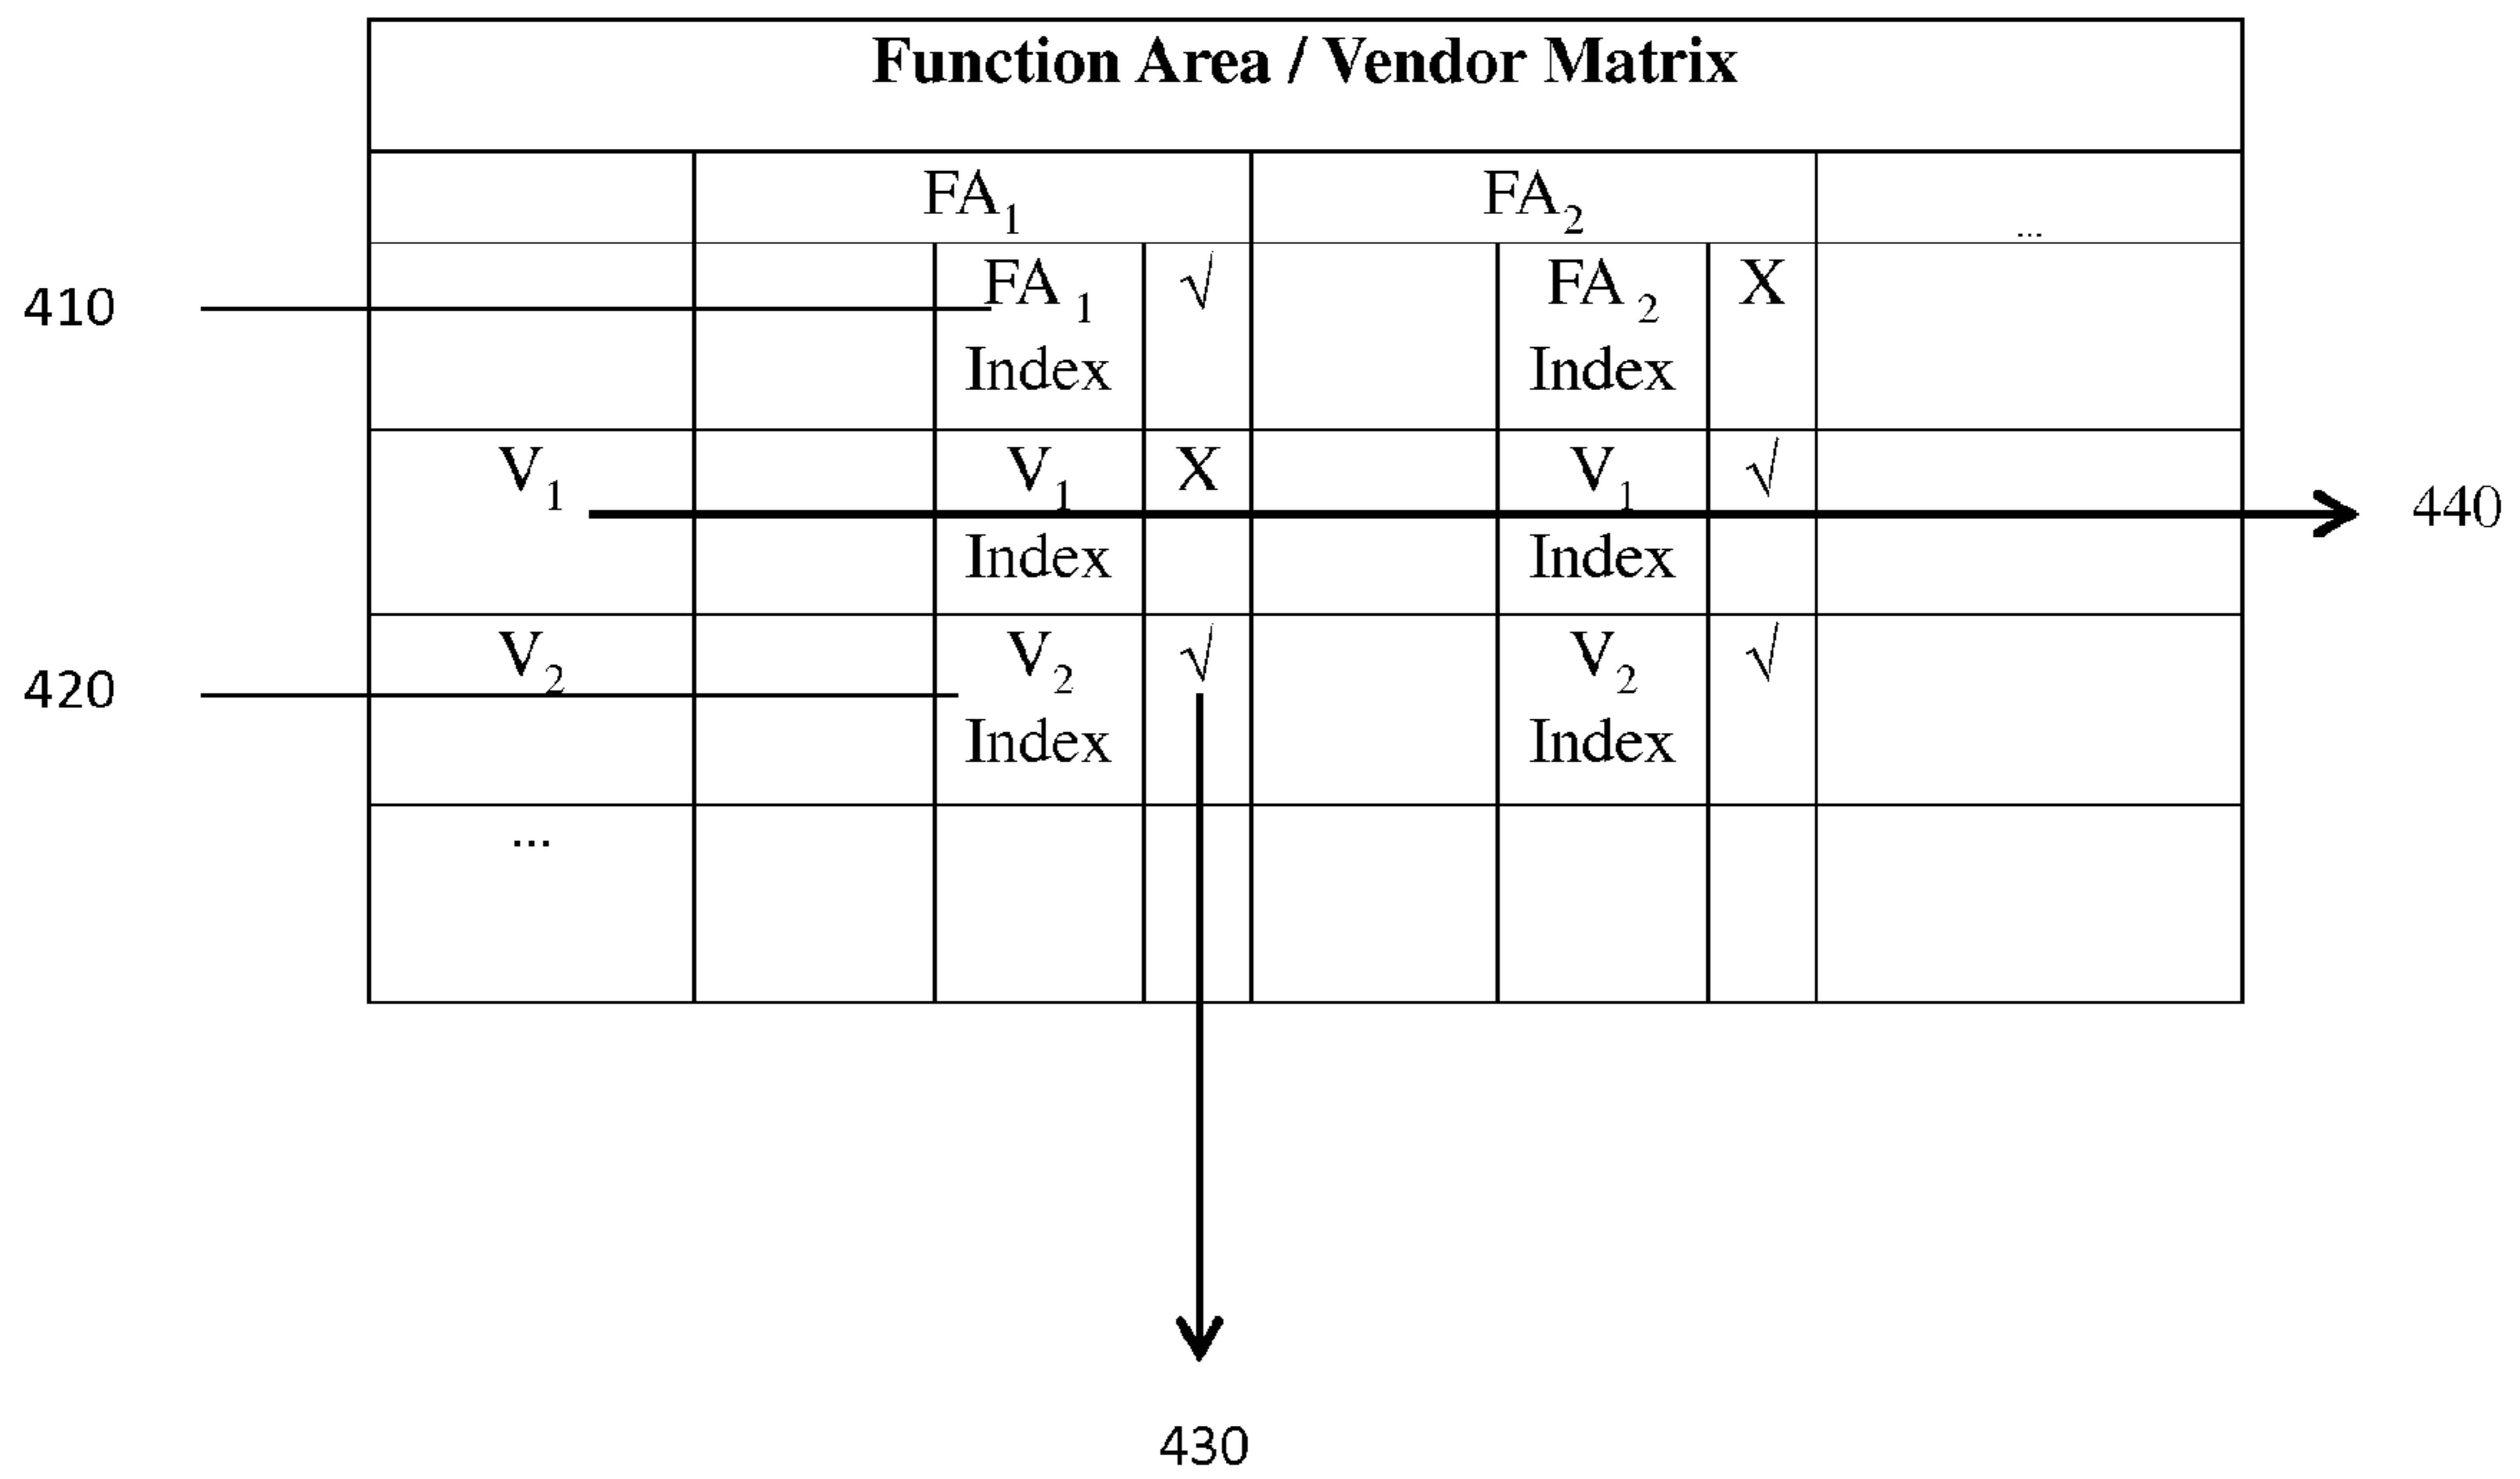 Function Area / Vendor Matrix
FA1 FA2 ...
410 FA 1 √ FA 2 X
Index Index
V1 V1 X V1 √
440
Index Index
420 V2 V2 √ V2 √
Index Index
...
430